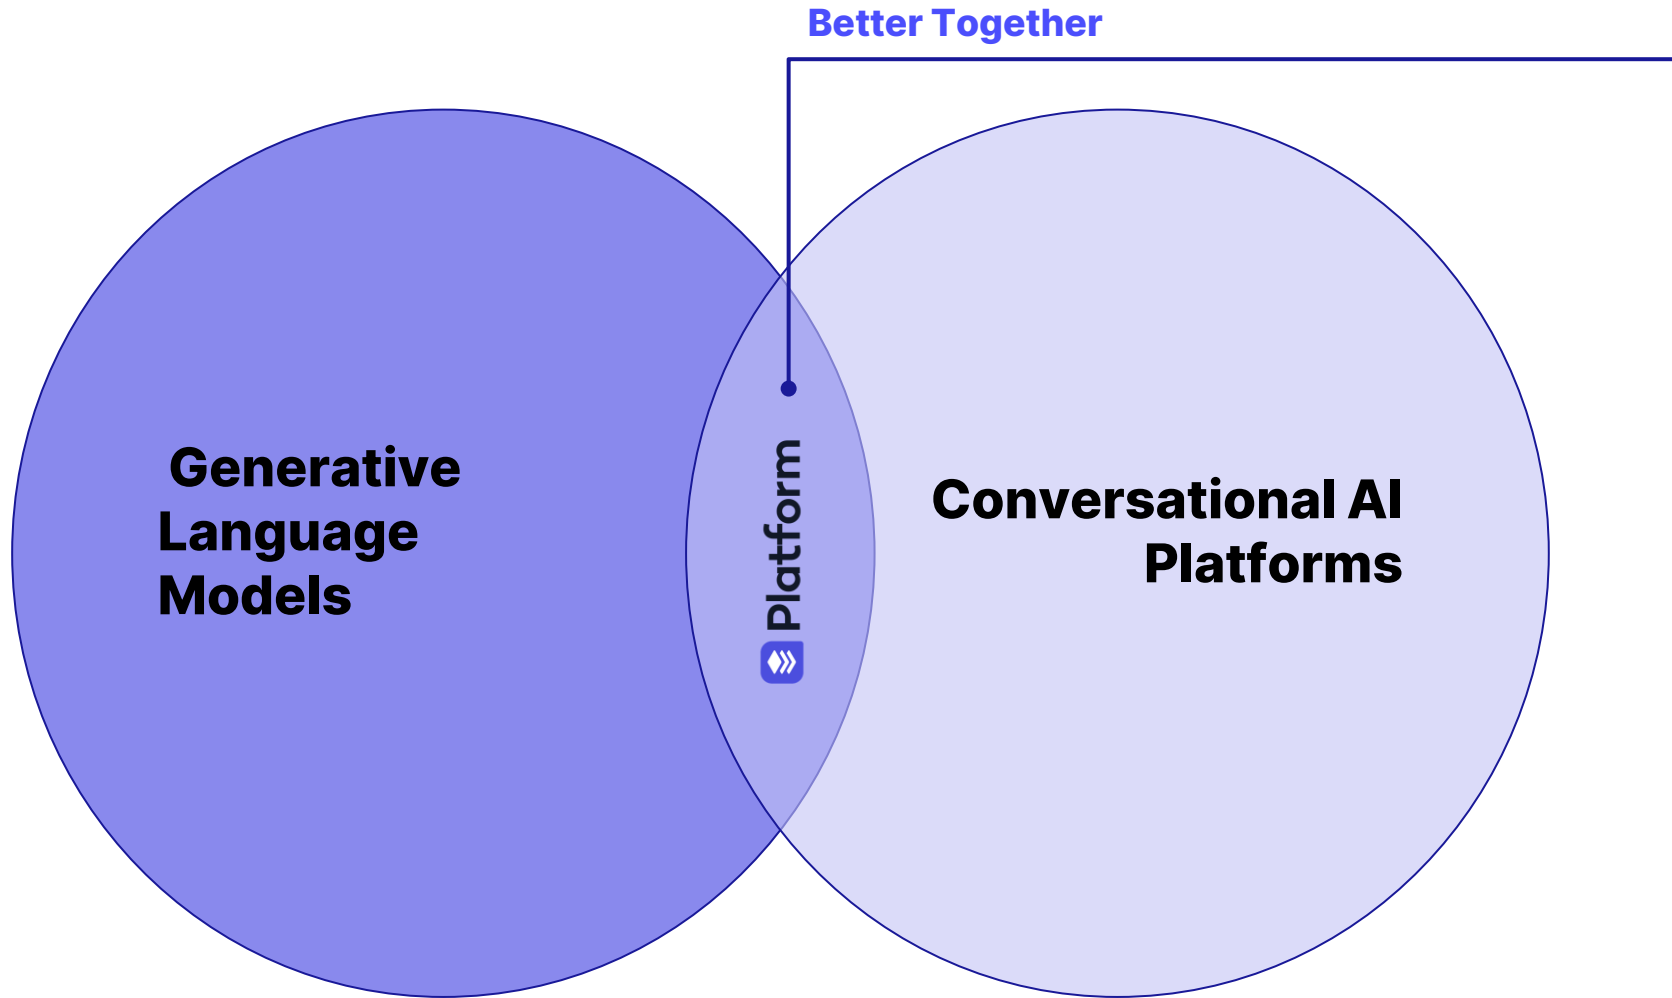 Better Together
Generative
Language
Models
Platform
Conversational AI
Platforms